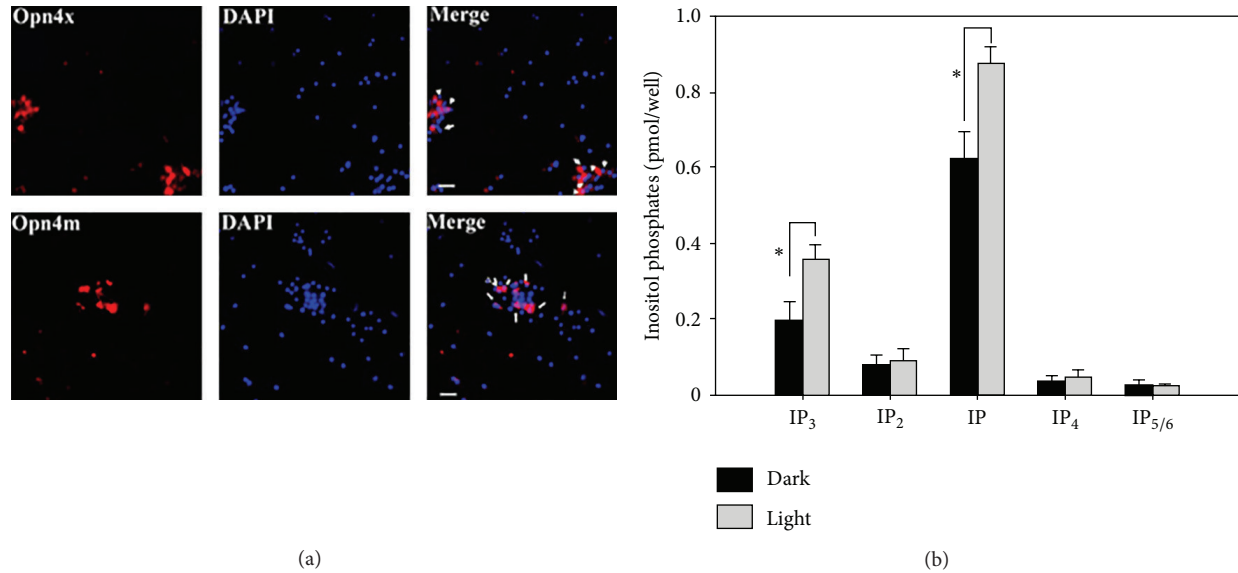 Opn4x DAPI Merge
Opn4m DAPI Merge
(a)
Inositol phosphates (pmol/well)
1.0
0.8
0.6
0.4
0.2
0
* *
IP₃ IP₂ IP IP₄ IP₅/₆
Dark
Light
(b)